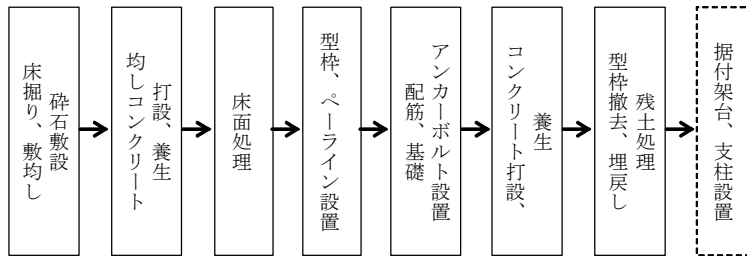 床掘り、敷均し
砕石敷設
均しコンクリート
打設、養生
床面処理
型枠、ペーライン設置
配筋、基礎
アンカーボルト設置
コンクリート打設、
養生
型枠撤去、埋戻し
残土処理
据付架台、支柱設置